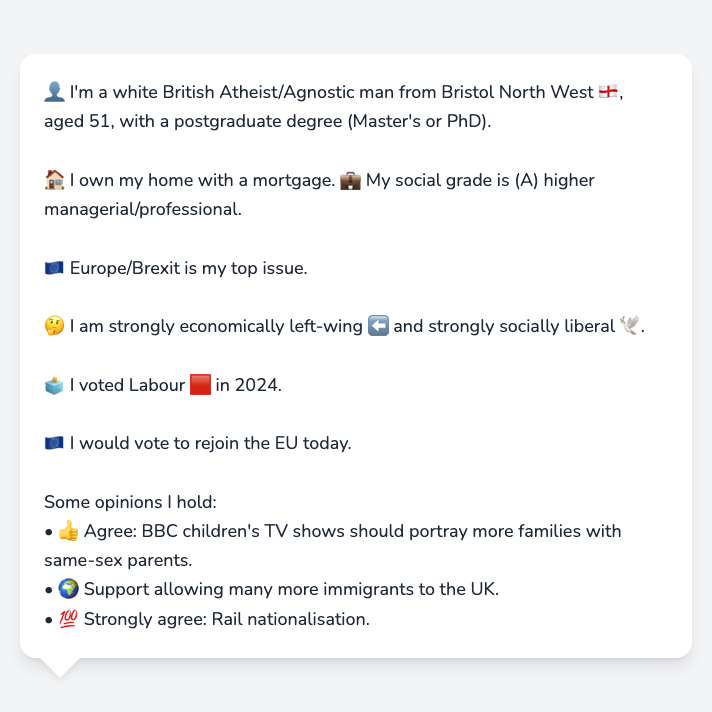 👤 I'm a white British Atheist/Agnostic man from Bristol North West 🏴󠁧󠁢󠁥󠁮󠁧󠁿,
aged 51, with a postgraduate degree (Master's or PhD).
🏠 I own my home with a mortgage. 💼 My social grade is (A) higher
managerial/professional.
🇪🇺 Europe/Brexit is my top issue.
🤔 I am strongly economically left-wing ⬅️ and strongly socially liberal 🕊️.
🗳️ I voted Labour 🟥 in 2024.
🇪🇺 I would vote to rejoin the EU today.
Some opinions I hold:
• 👍 Agree: BBC children's TV shows should portray more families with
same-sex parents.
• 🌍 Support allowing many more immigrants to the UK.
• 💯 Strongly agree: Rail nationalisation.